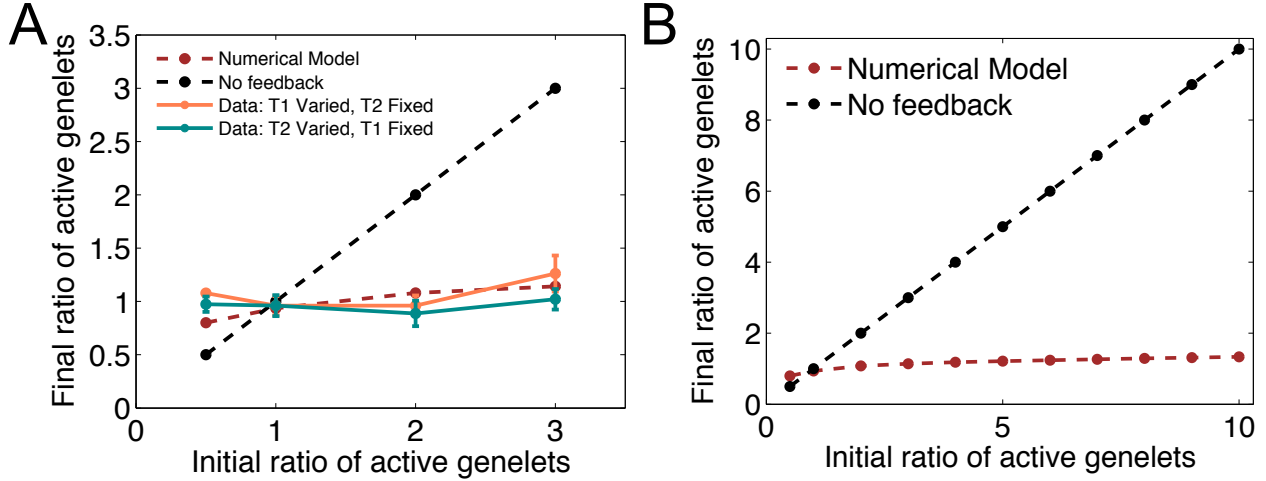 A
Final ratio of active genelets
3.5
3
2.5
2
1.5
1
0.5
0
Numerical Model
No feedback
Data: T1 Varied, T2 Fixed
Data: T2 Varied, T1 Fixed
0 1 2 3
Initial ratio of active genelets
B
Final ratio of active genelets
10
8
6
4
2
0
Numerical Model
No feedback
0 5 10
Initial ratio of active genelets